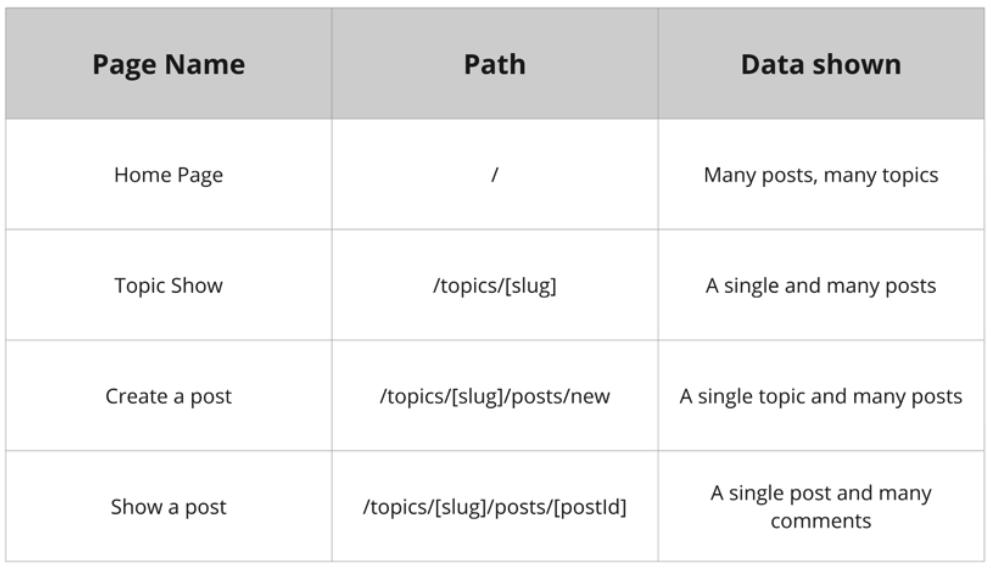 Page Name Path Data shown
Home Page / Many posts, many topics
Topic Show /topics/[slug] A single and many posts
Create a post /topics/[slug]/posts/new A single topic and many posts
Show a post /topics/[slug]/posts/[postId] A single post and many
comments